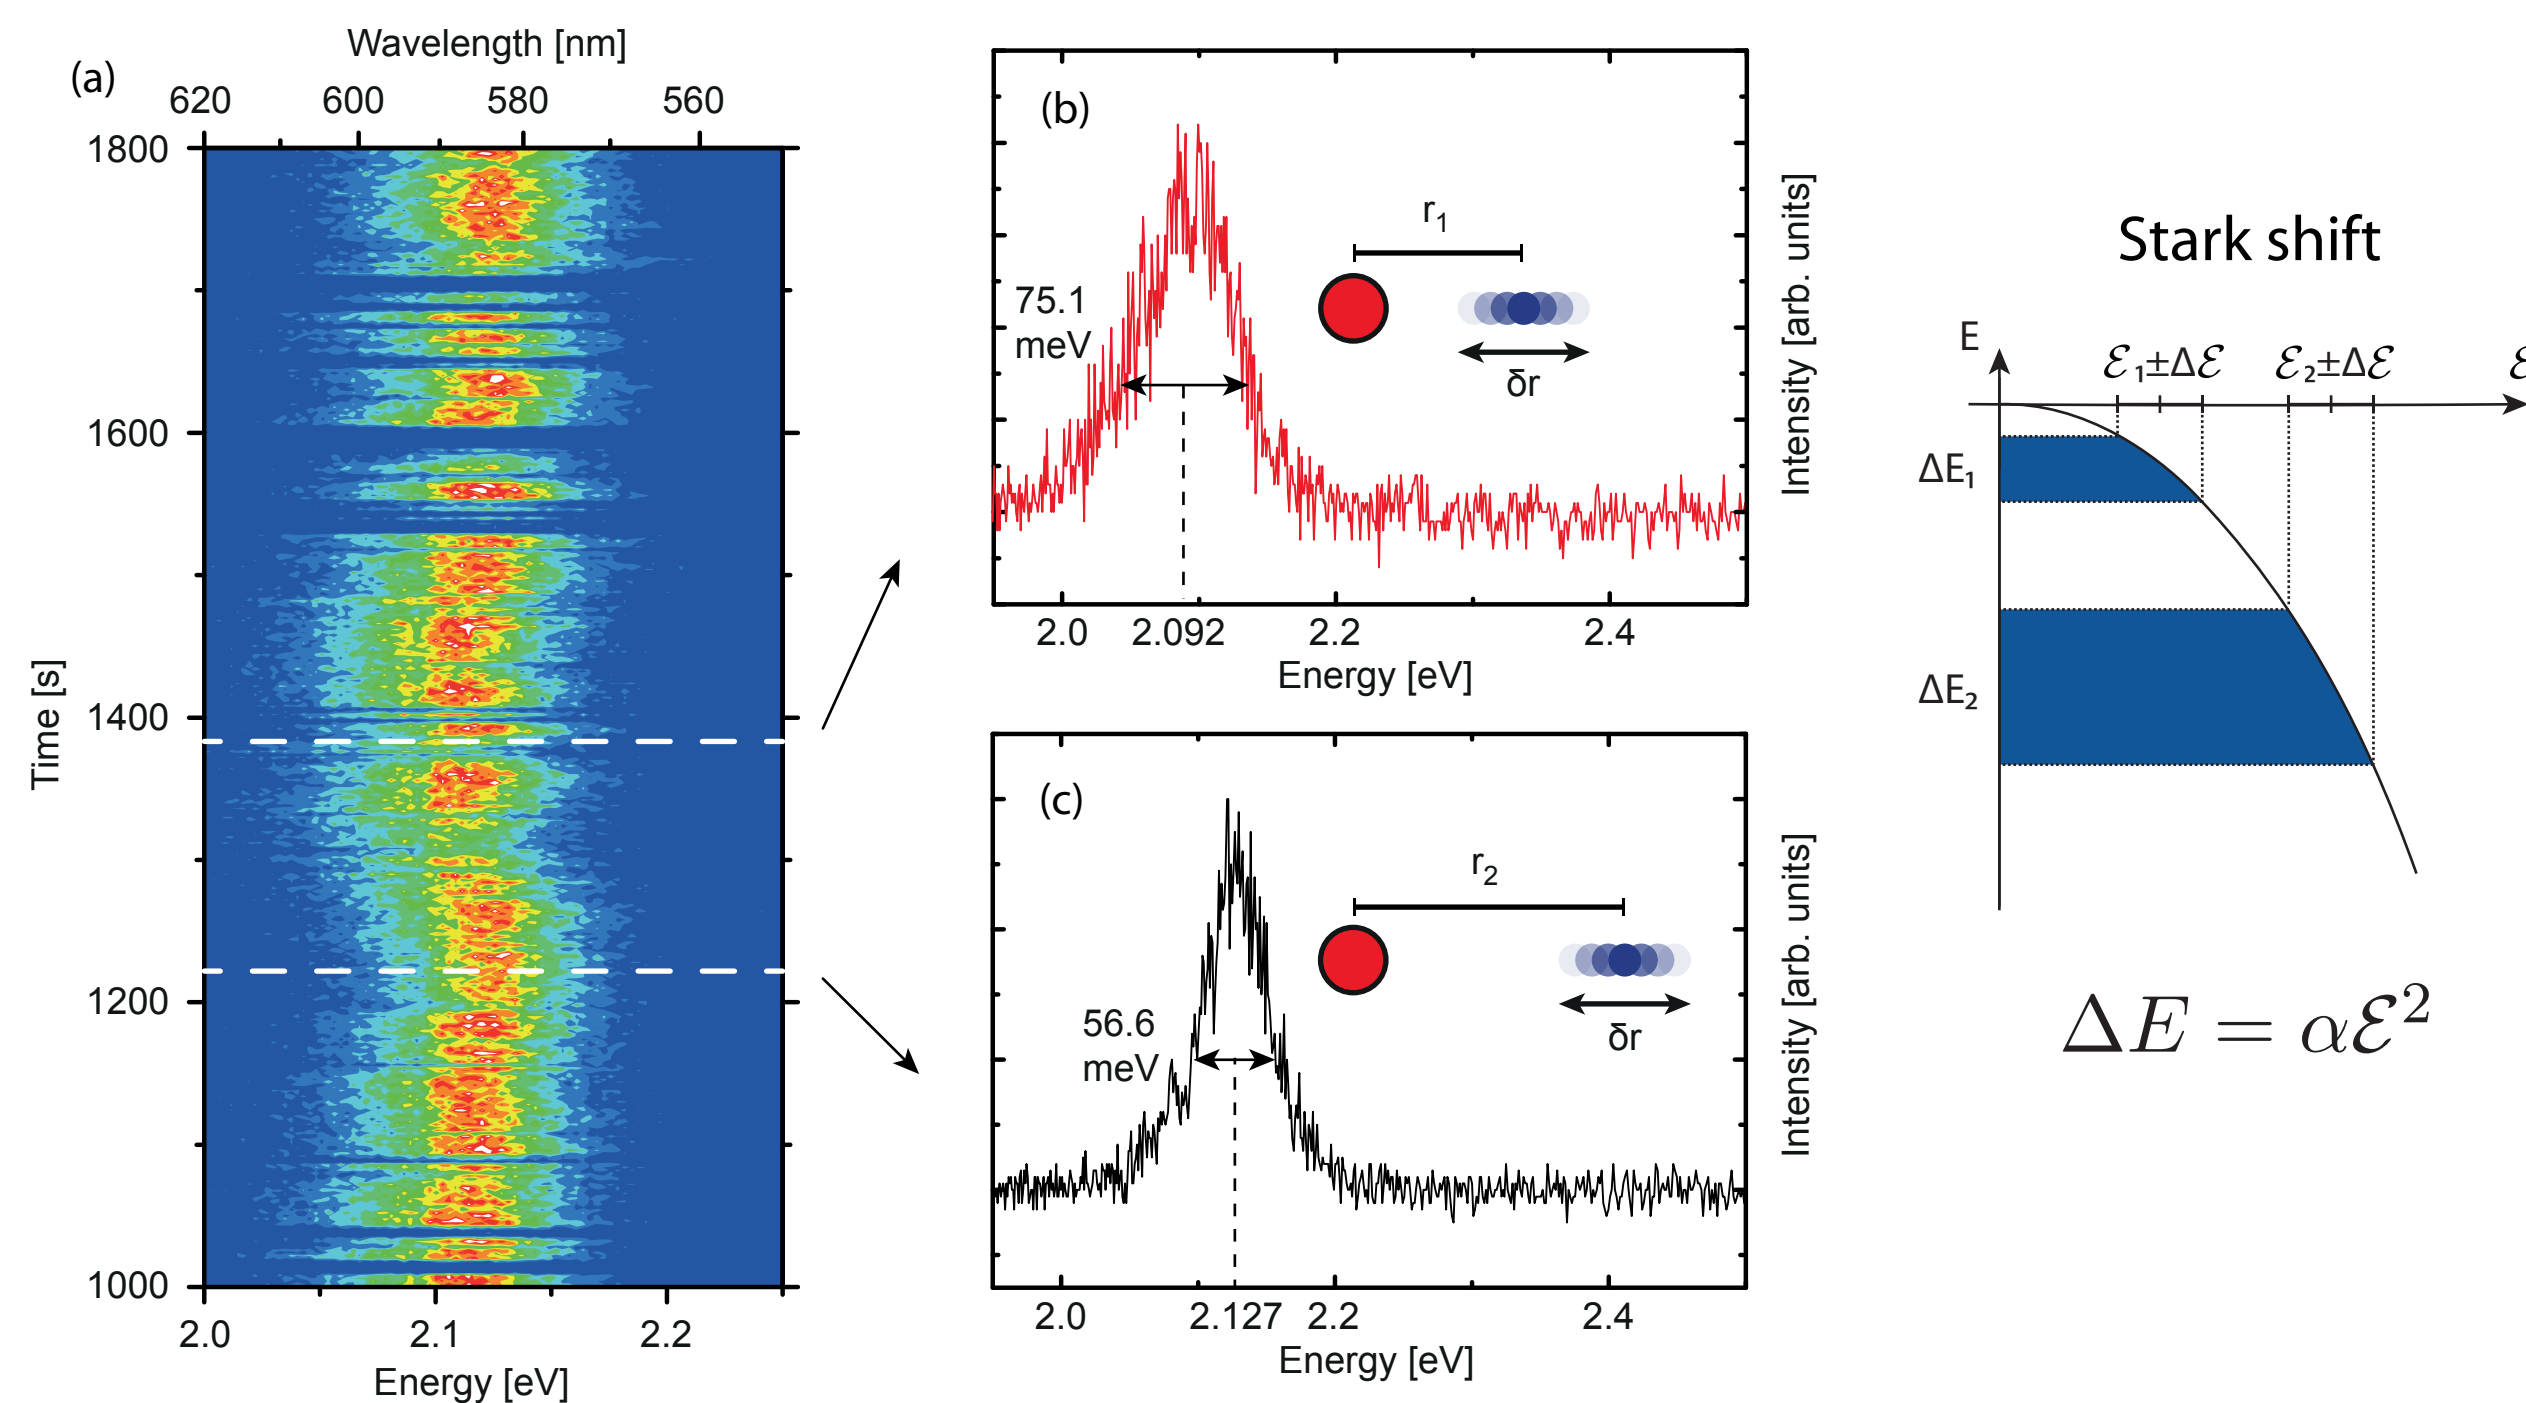 (a)
Wavelength [nm]
620 600 580 560
1800
1600
1400
1200
1000
Time [s]
2.0 2.1 2.2
Energy [eV]
(b)
75.1
meV
r1
δr
Intensity [arb. units]
2.0 2.092 2.2 2.4
Energy [eV]
(c)
56.6
meV
r2
δr
Intensity [arb. units]
2.0 2.127 2.2 2.4
Energy [eV]
Stark shift
E
ℰ₁±Δℰ ℰ₂±Δℰ ℰ
ΔE₁
ΔE₂
ΔE = αℰ²